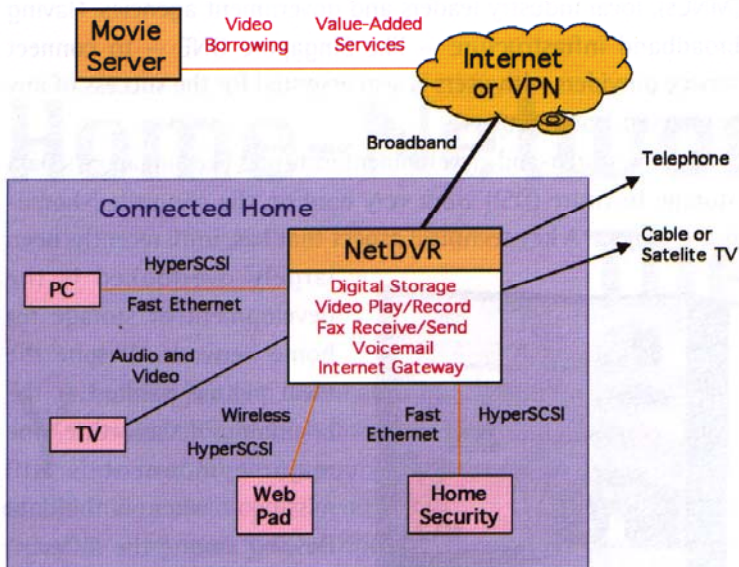 Movie
Server
Video
Borrowing
Value-Added
Services
Internet
or VPN
Broadband
Telephone
Cable or
Satelite TV
Connected Home
NetDVR
Digital Storage
Video Play/Record
Fax Receive/Send
Voicemail
Internet Gateway
PC
HyperSCSI
Fast Ethernet
Audio and
Video
TV
Wireless
HyperSCSI
Web
Pad
Fast
Ethernet
HyperSCSI
Home
Security